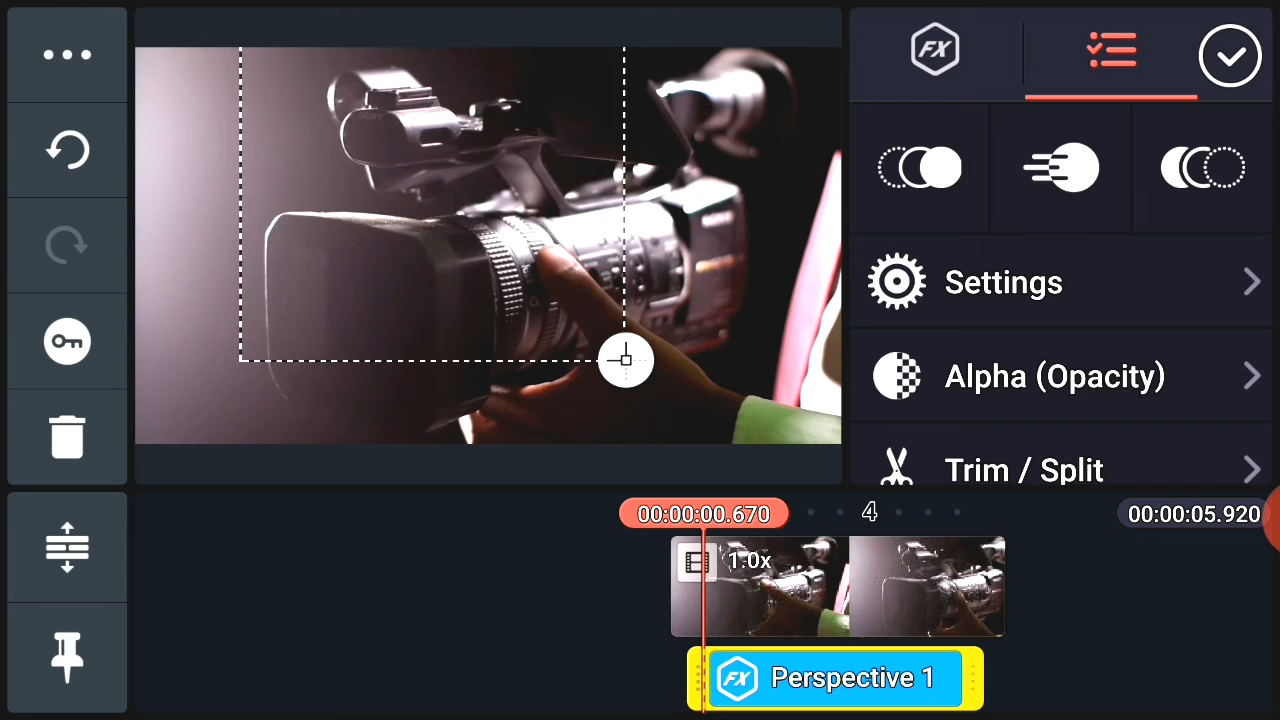 FX
Settings
Alpha (Opacity)
Trim / Split
00:00:00.670
4
00:00:05.920
1.0x
FX
Perspective 1
SONY